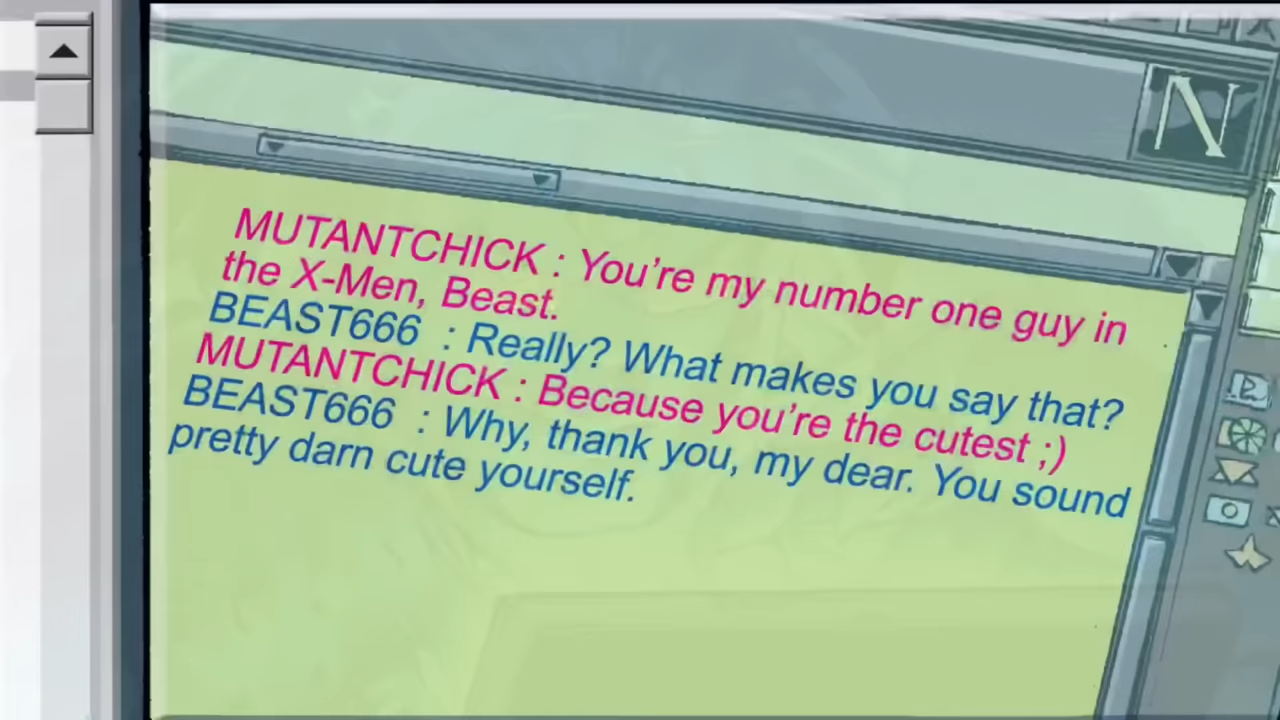 N
MUTANTCHICK : You're my number one guy in
the X-Men, Beast.
BEAST666 : Really? What makes you say that?
MUTANTCHICK : Because you're the cutest ;)
BEAST666 : Why, thank you, my dear. You sound
pretty darn cute yourself.